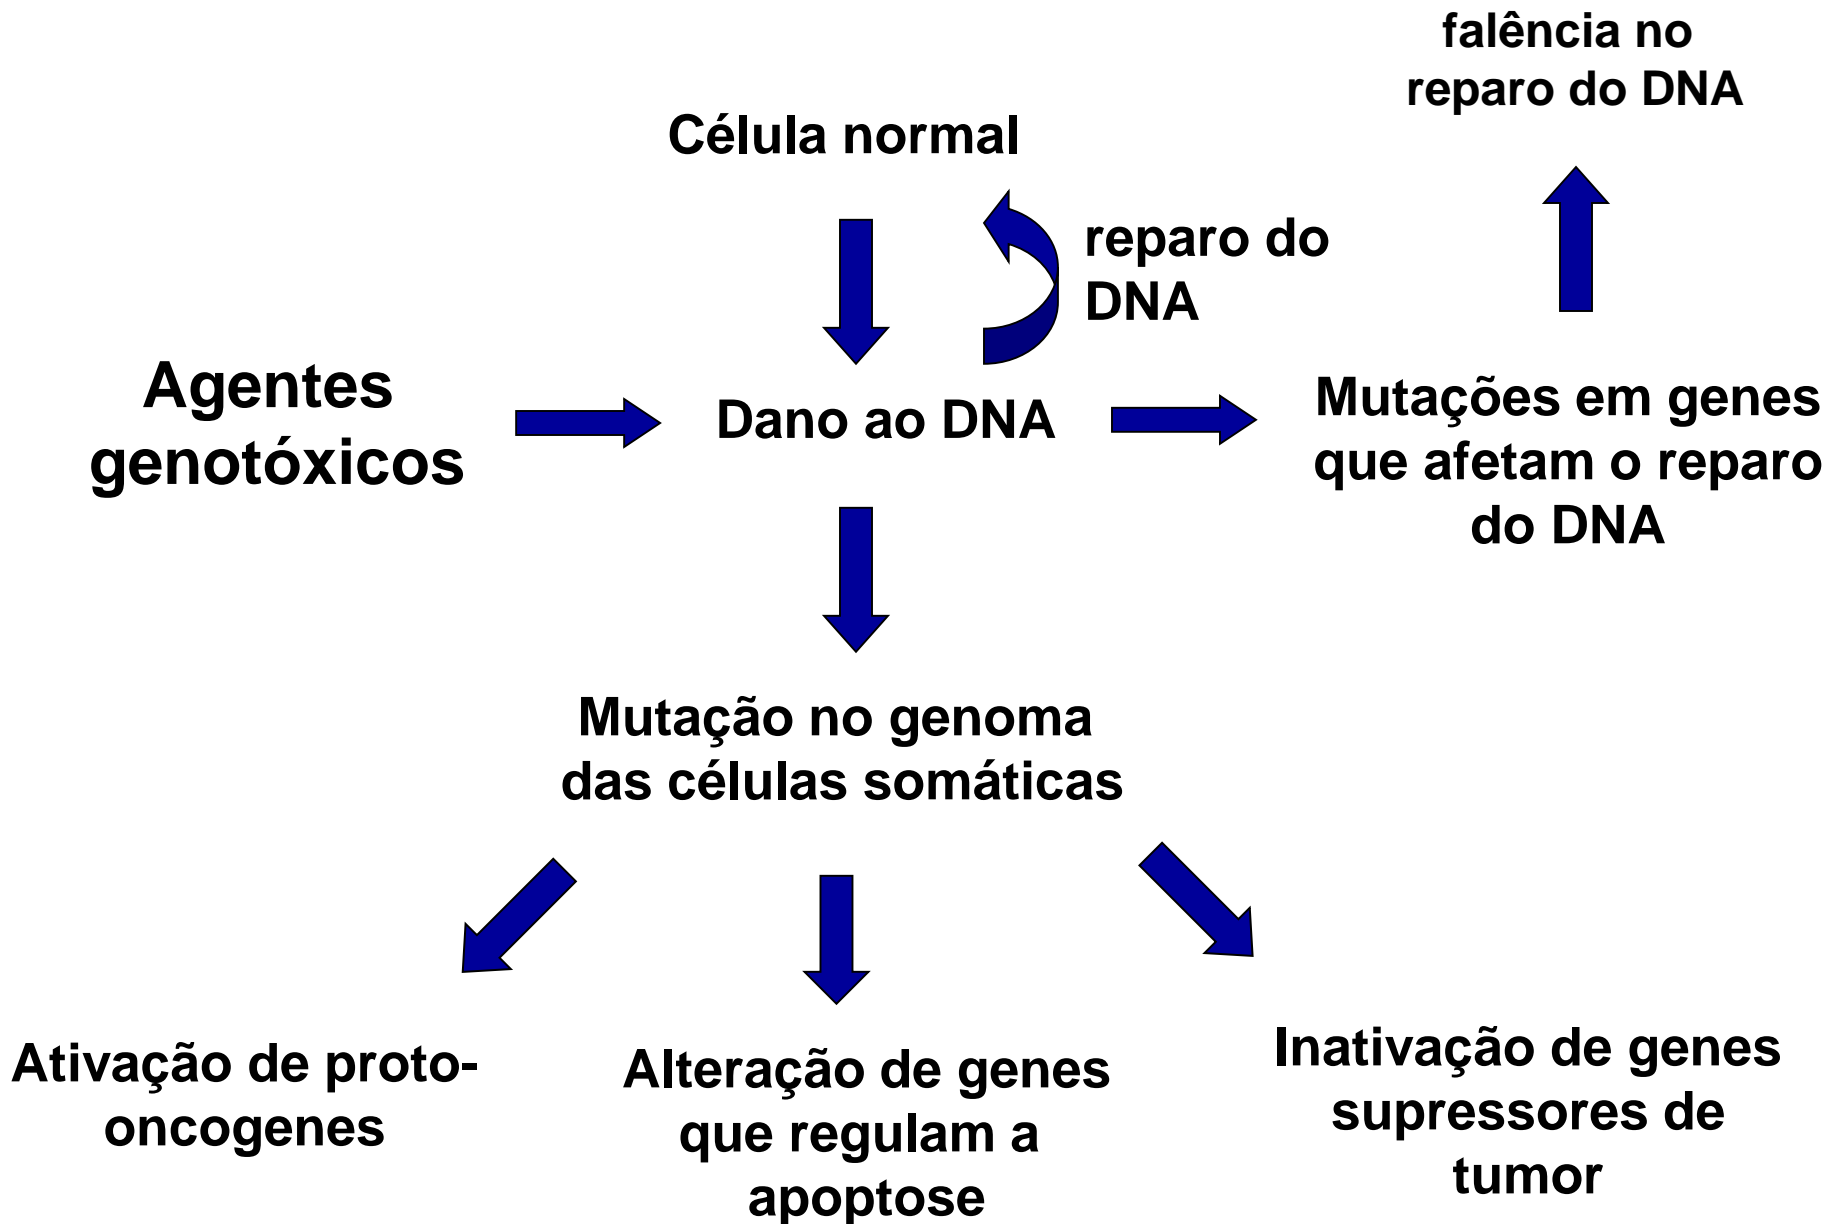 falência no
reparo do DNA
Célula normal
reparo do
DNA
Agentes
genotóxicos
Dano ao DNA
Mutações em genes
que afetam o reparo
do DNA
Mutação no genoma
das células somáticas
Ativação de proto-
oncogenes
Alteração de genes
que regulam a
apoptose
Inativação de genes
supressores de
tumor